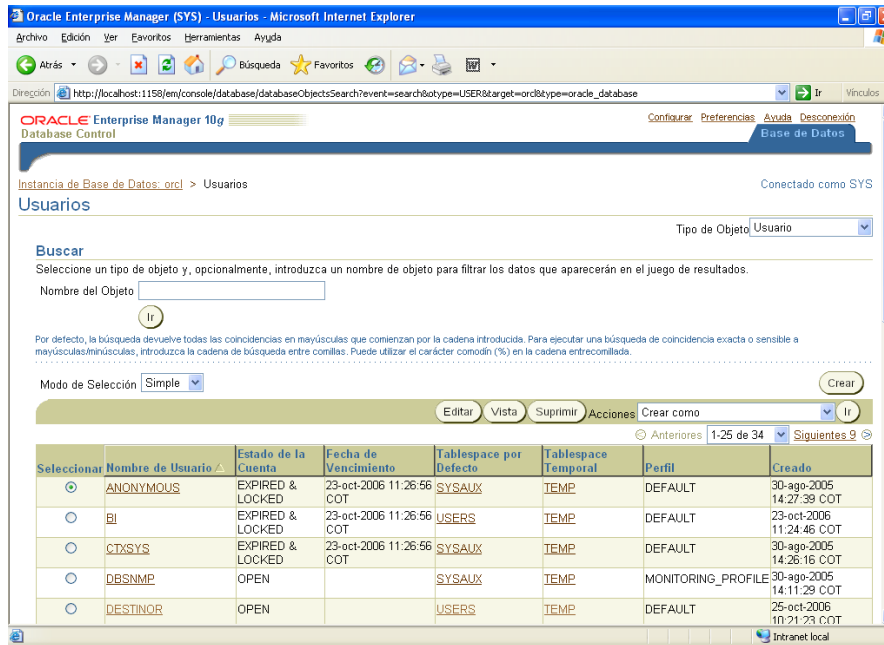 Oracle Enterprise Manager (SYS) - Usuarios - Microsoft Internet Explorer
Archivo Edición Ver Favoritos Herramientas Ayuda
Atrás Búsqueda Favoritos
Dirección http://localhost:1158/em/console/database/databaseObjectsSearch?event=search&otype=USER&target=orcl&type=oracle_database Ir Vínculos
ORACLE Enterprise Manager 10g
Database Control
Configurar Preferencias Ayuda Desconexión
Base de Datos
Instancia de Base de Datos: orcl > Usuarios Conectado como SYS
Usuarios
Tipo de Objeto Usuario
Buscar
Seleccione un tipo de objeto y, opcionalmente, introduzca un nombre de objeto para filtrar los datos que aparecerán en el juego de resultados.
Nombre del Objeto
Ir
Por defecto, la búsqueda devuelve todas las coincidencias en mayúsculas que comienzan por la cadena introducida. Para ejecutar una búsqueda de coincidencia exacta o sensible a
mayúsculas/minúsculas, introduzca la cadena de búsqueda entre comillas. Puede utilizar el carácter comodín (%) en la cadena entrecomillada.
Modo de Selección Simple Crear
Editar Vista Suprimir Acciones Crear como Ir
Anteriores 1-25 de 34 Siguientes 9
Seleccionar Nombre de Usuario Estado de la Cuenta Fecha de Vencimiento Tablespace por Defecto Tablespace Temporal Perfil Creado
ANONYMOUS EXPIRED & LOCKED 23-oct-2006 11:26:56 COT SYSAUX TEMP DEFAULT 30-ago-2005 14:27:39 COT
BI EXPIRED & LOCKED 23-oct-2006 11:26:56 COT USERS TEMP DEFAULT 23-oct-2006 11:24:46 COT
CTXSYS EXPIRED & LOCKED 23-oct-2006 11:26:56 COT SYSAUX TEMP DEFAULT 30-ago-2005 14:26:16 COT
DBSNMP OPEN SYSAUX TEMP MONITORING_PROFILE 30-ago-2005 14:11:29 COT
DESTINOR OPEN USERS TEMP DEFAULT 25-oct-2006 10:21:23 COT
Intranet local